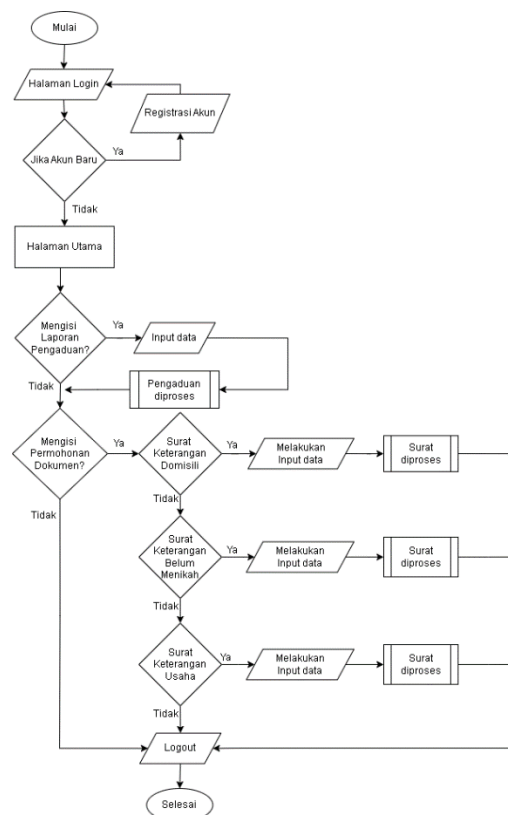 Mulai
Halaman Login
Registrasi Akun
Jika Akun Baru
Ya
Tidak
Halaman Utama
Mengisi
Laporan
Pengaduan?
Ya
Input data
Tidak
Pengaduan
diproses
Mengisi
Permohonan
Dokumen?
Ya
Surat
Keterangan
Domisili
Ya
Melakukan
Input data
Surat
diproses
Tidak
Tidak
Surat
Keterangan
Belum
Menikah
Ya
Melakukan
Input data
Surat
diproses
Tidak
Surat
Keterangan
Usaha
Ya
Melakukan
Input data
Surat
diproses
Tidak
Logout
Selesai